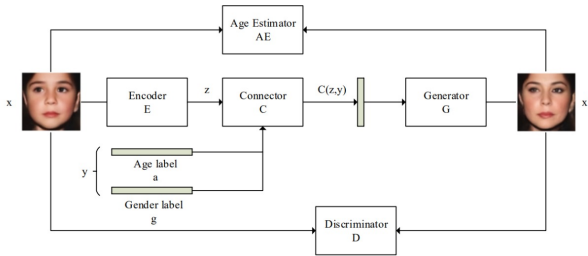 Age Estimator
AE
x
Encoder
E
z
Connector
C
C(z,y)
Generator
G
x
y
Age label
a
Gender label
g
Discriminator
D